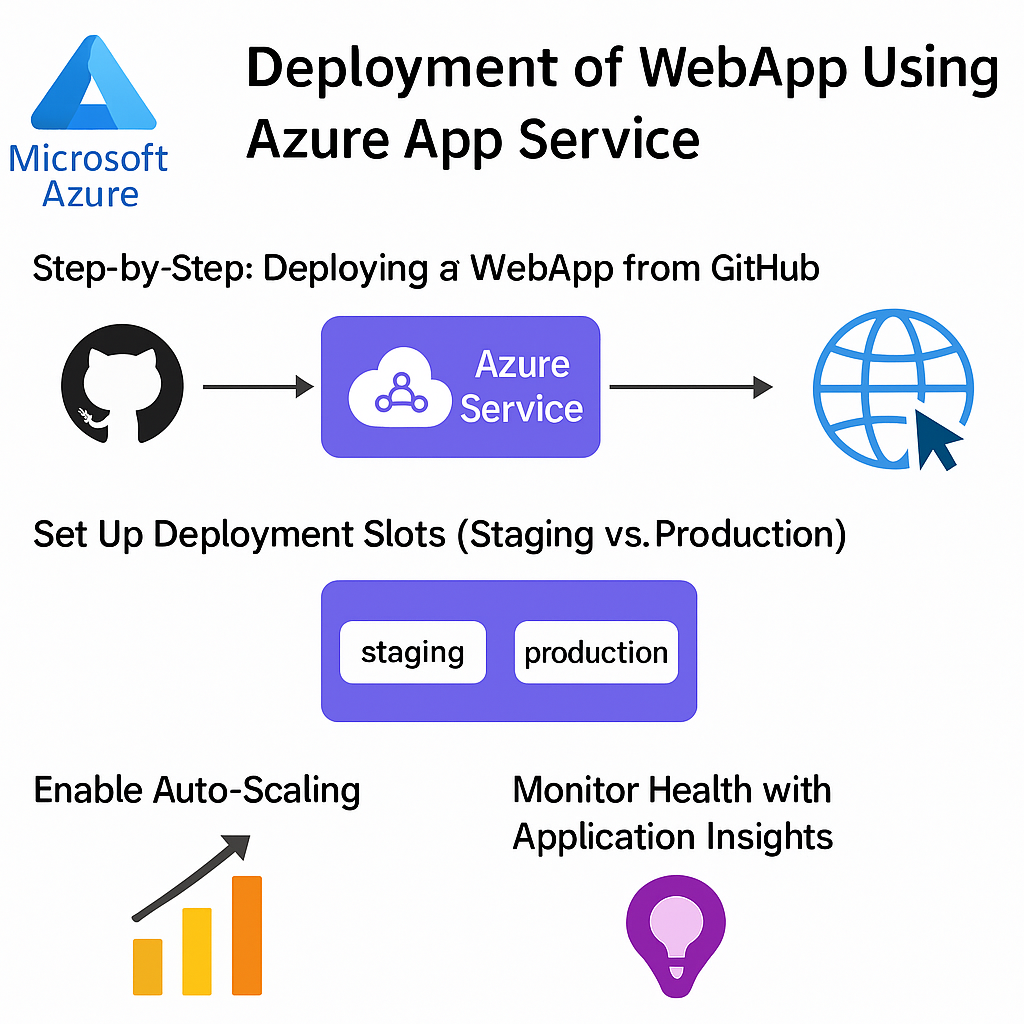 Microsoft
Azure
Deployment of WebApp Using
Azure App Service
Step-by-Step: Deploying a WebApp from GitHub
Azure
Service
Set Up Deployment Slots (Staging vs. Production)
staging
production
Enable Auto-Scaling
Monitor Health with
Application Insights